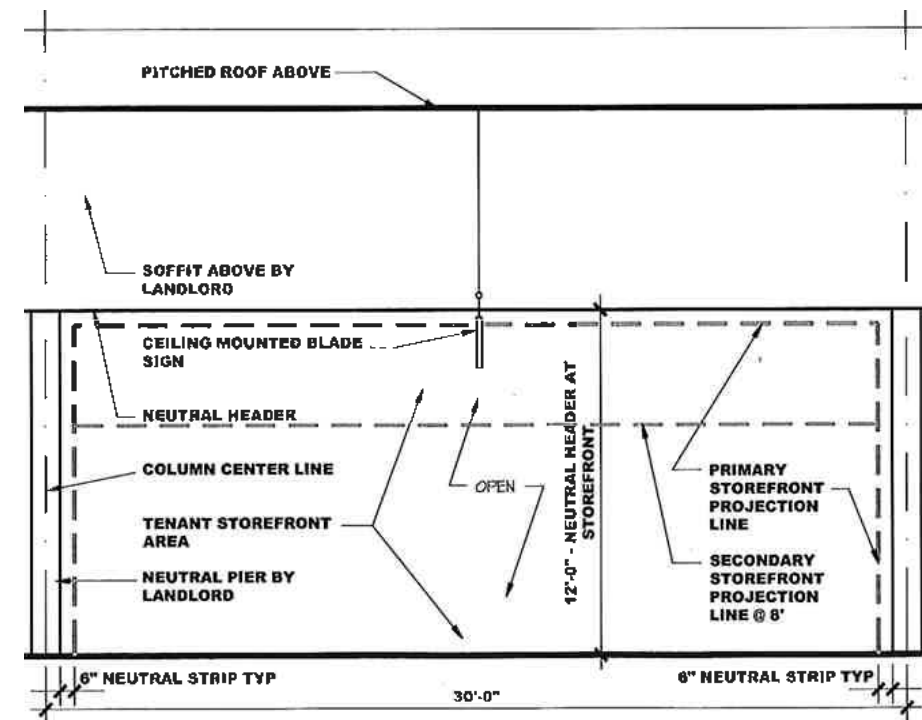 PITCHED ROOF ABOVE
SOFFIT ABOVE BY
LANDLORD
CEILING MOUNTED BLADE
SIGN
NEUTRAL HEADER
COLUMN CENTER LINE
TENANT STOREFRONT
AREA
NEUTRAL PIER BY
LANDLORD
OPEN
12'-0" - NEUTRAL HEADER AT
STOREFRONT
PRIMARY
STOREFRONT
PROJECTION
LINE
SECONDARY
STOREFRONT
PROJECTION
LINE @ 8'
6" NEUTRAL STRIP TYP
6" NEUTRAL STRIP TYP
30'-0"